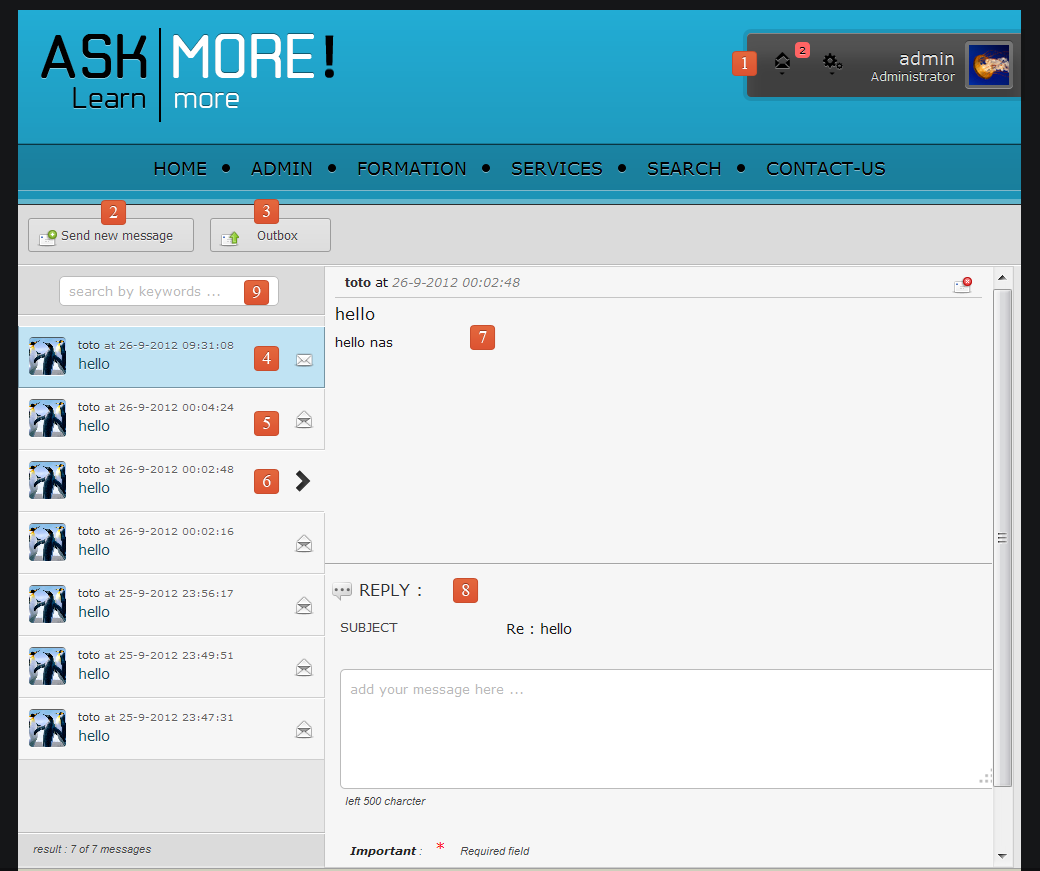 ASK MORE!
Learn more
1
2
admin
Administrator
HOME • ADMIN • FORMATION • SERVICES • SEARCH • CONTACT-US
2
3
Send new message
Outbox
search by keywords ...
9
toto at 26-9-2012 09:31:08
hello
4
toto at 26-9-2012 00:04:24
hello
5
toto at 26-9-2012 00:02:48
hello
6
toto at 26-9-2012 00:02:16
hello
toto at 25-9-2012 23:56:17
hello
toto at 25-9-2012 23:49:51
hello
toto at 25-9-2012 23:47:31
hello
result : 7 of 7 messages
toto at 26-9-2012 00:02:48
hello
hello nas
7
REPLY :
8
SUBJECT
Re : hello
add your message here ...
left 500 charcter
Important : * Required field